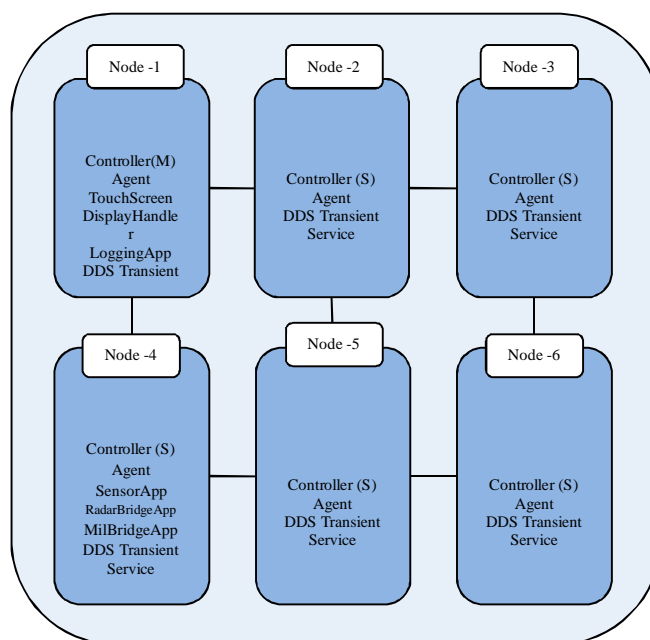 Node -1
Controller(M)
Agent
TouchScreen
DisplayHandle
r
LoggingApp
DDS Transient
Node -2
Controller (S)
Agent
DDS Transient
Service
Node -3
Controller (S)
Agent
DDS Transient
Service
Node -4
Controller (S)
Agent
SensorApp
RadarBridgeApp
MilBridgeApp
DDS Transient
Service
Node -5
Controller (S)
Agent
DDS Transient
Service
Node -6
Controller (S)
Agent
DDS Transient
Service